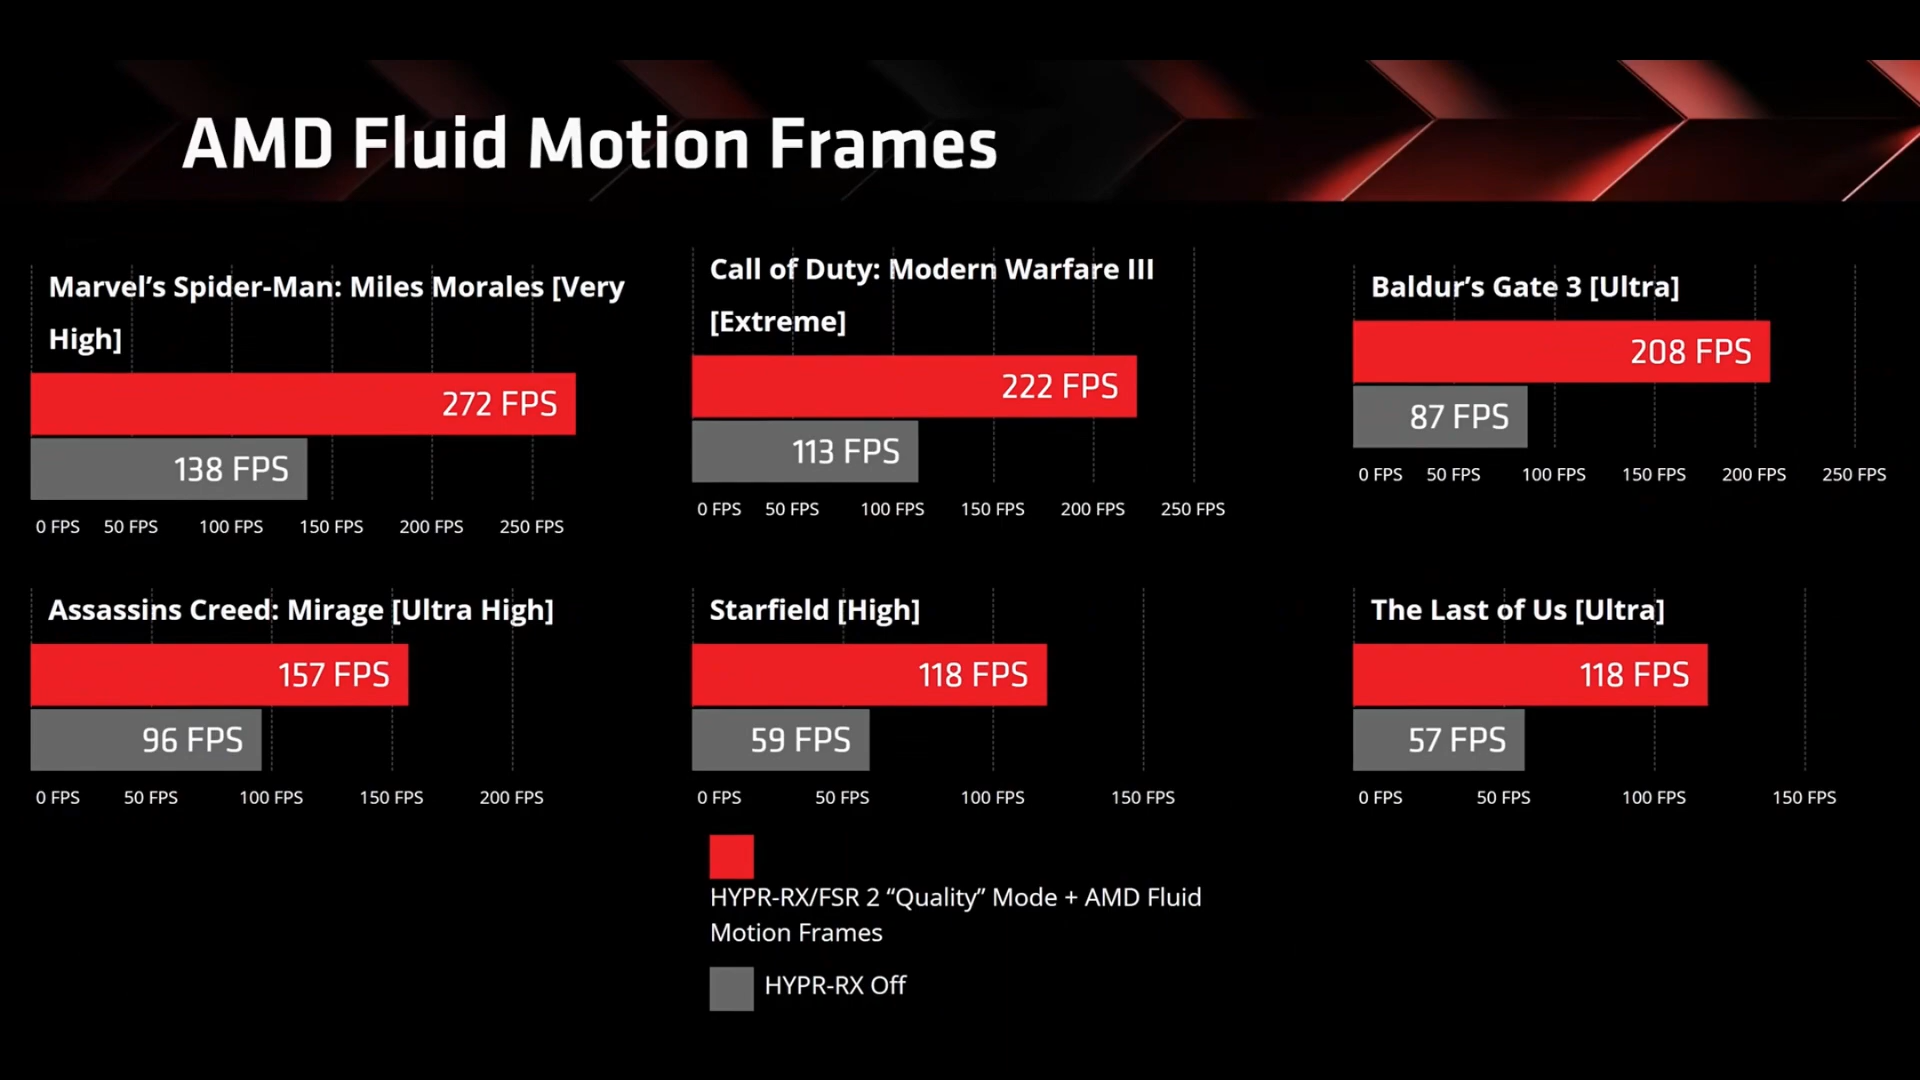 AMD Fluid Motion Frames
Marvel’s Spider-Man: Miles Morales [Very
High]
272 FPS
138 FPS
0 FPS 50 FPS 100 FPS 150 FPS 200 FPS 250 FPS
Call of Duty: Modern Warfare III
[Extreme]
222 FPS
113 FPS
0 FPS 50 FPS 100 FPS 150 FPS 200 FPS 250 FPS
Baldur’s Gate 3 [Ultra]
208 FPS
87 FPS
0 FPS 50 FPS 100 FPS 150 FPS 200 FPS 250 FPS
Assassins Creed: Mirage [Ultra High]
157 FPS
96 FPS
0 FPS 50 FPS 100 FPS 150 FPS 200 FPS
Starfield [High]
118 FPS
59 FPS
0 FPS 50 FPS 100 FPS 150 FPS
The Last of Us [Ultra]
118 FPS
57 FPS
0 FPS 50 FPS 100 FPS 150 FPS
HYPR-RX/FSR 2 “Quality” Mode + AMD Fluid
Motion Frames
HYPR-RX Off